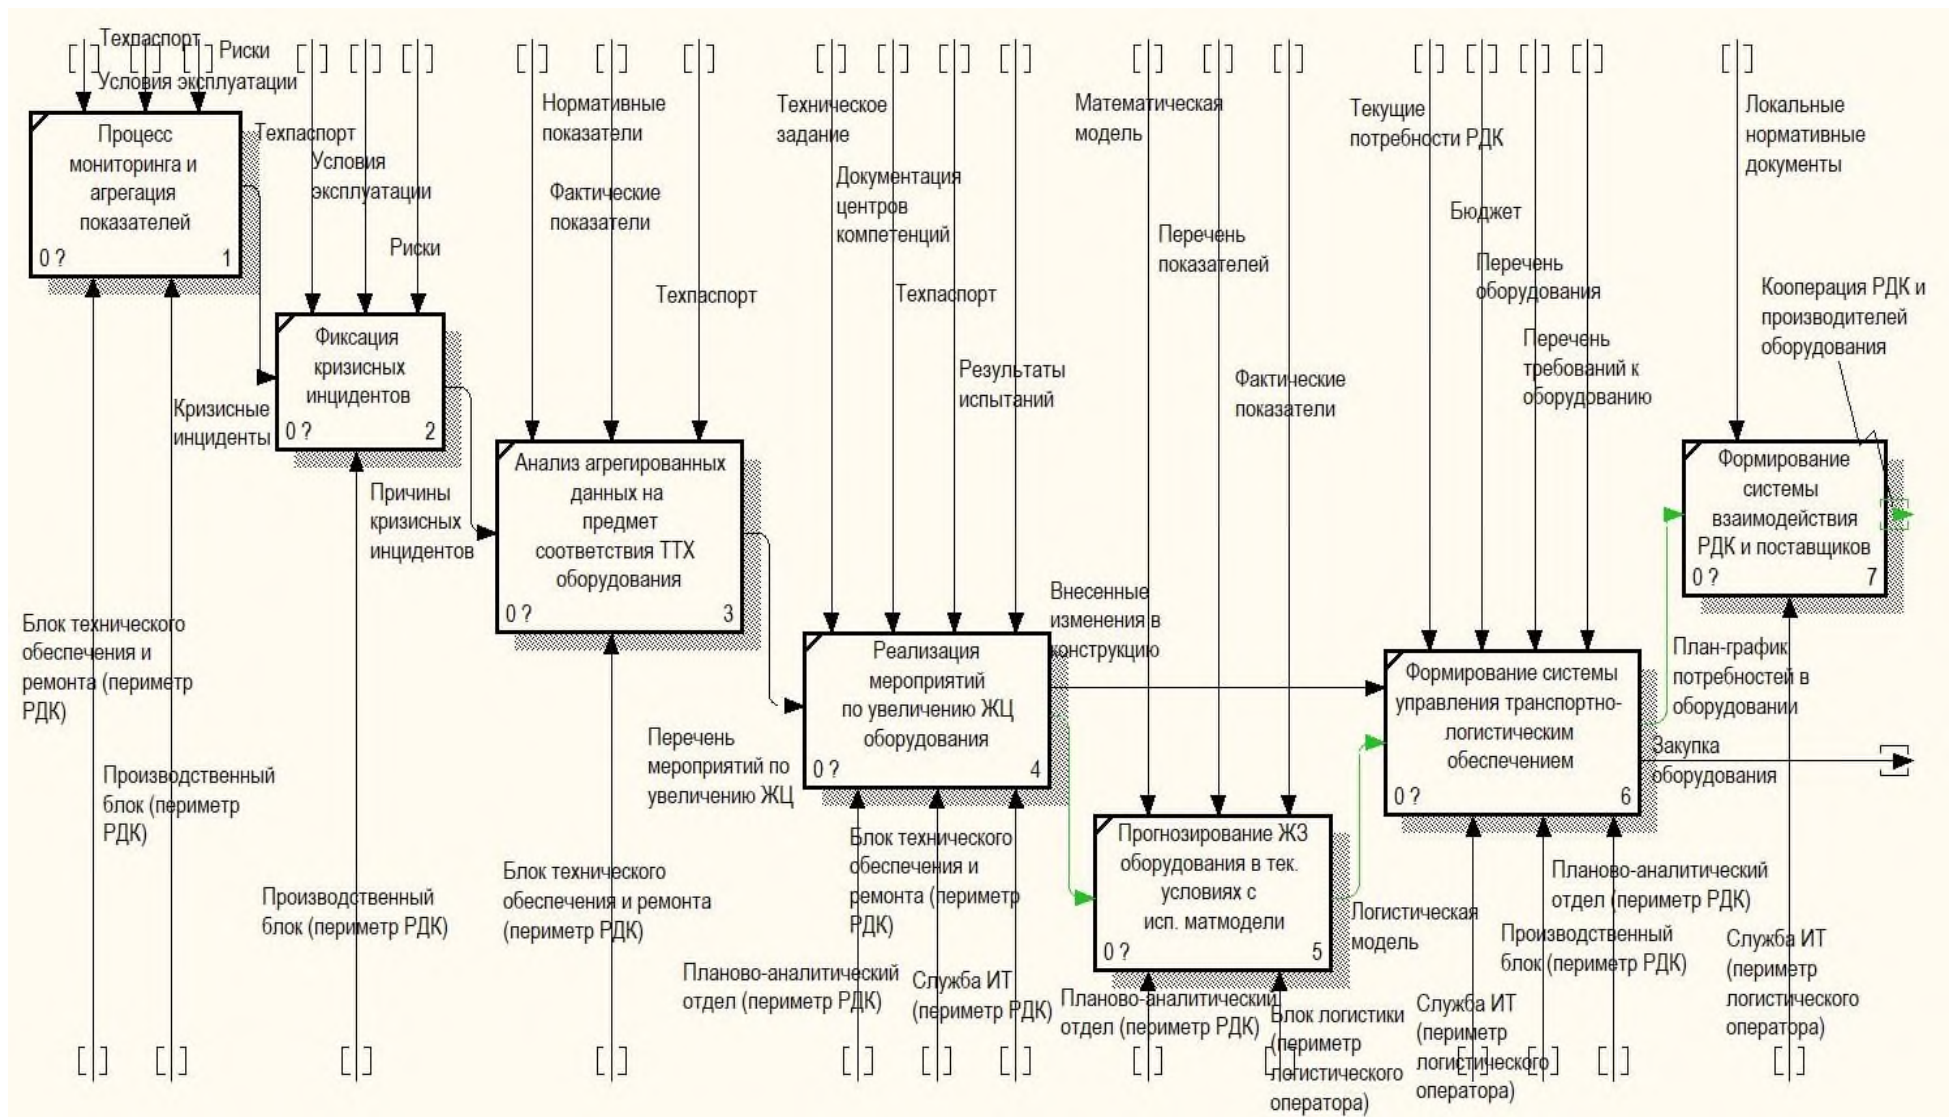 Техпаспорт
Риски
Условия эксплуатации
Процесс
мониторинга и
агрегация
показателей
0 ?
1
Техпаспорт
Условия
эксплуатации
Риски
Фиксация
кризисных
инцидентов
0 ?
2
Кризисные
инциденты
Нормативные
показатели
Фактические
показатели
Техпаспорт
Анализ агрегированных
данных на
предмет
соответствия ТТХ
оборудования
0 ?
3
Причины
кризисных
инцидентов
Техническое
задание
Документация
центров
компетенций
Техпаспорт
Результаты
испытаний
Реализация
мероприятий
по увеличению ЖЦ
оборудования
0 ?
4
Перечень
мероприятий по
увеличению ЖЦ
Внесенные
изменения в
конструкцию
Математическая
модель
Перечень
показателей
Фактические
показатели
Прогнозирование ЖЗ
оборудования в тек.
условиях с
исп. матмодели
0 ?
5
Логистическая
модель
Текущие
потребности РДК
Бюджет
Перечень
оборудования
Перечень
требований к
оборудованию
Формирование системы
управления транспортно-
логистическим
обеспечением
0 ?
6
План-график
потребностей в
оборудовании
Закупка
оборудования
Локальные
нормативные
документы
Кооперация РДК и
производителей
оборудования
Формирование
системы
взаимодействия
РДК и поставщиков
0 ?
7
Блок технического
обеспечения и
ремонта (периметр
РДК)
Производственный
блок (периметр
РДК)
Производственный
блок (периметр РДК)
Блок технического
обеспечения и ремонта
(периметр РДК)
Планово-аналитический
отдел (периметр РДК)
Блок технического
обеспечения и
ремонта (периметр
РДК)
Служба ИТ
(периметр РДК)
Планово-аналитический
отдел (периметр РДК)
Блок логистики
(периметр
логистического
оператора)
Служба ИТ
(периметр
логистического
оператора)
Производственный
блок (периметр РДК)
Планово-аналитический
отдел (периметр РДК)
Служба ИТ
(периметр
логистического
оператора)